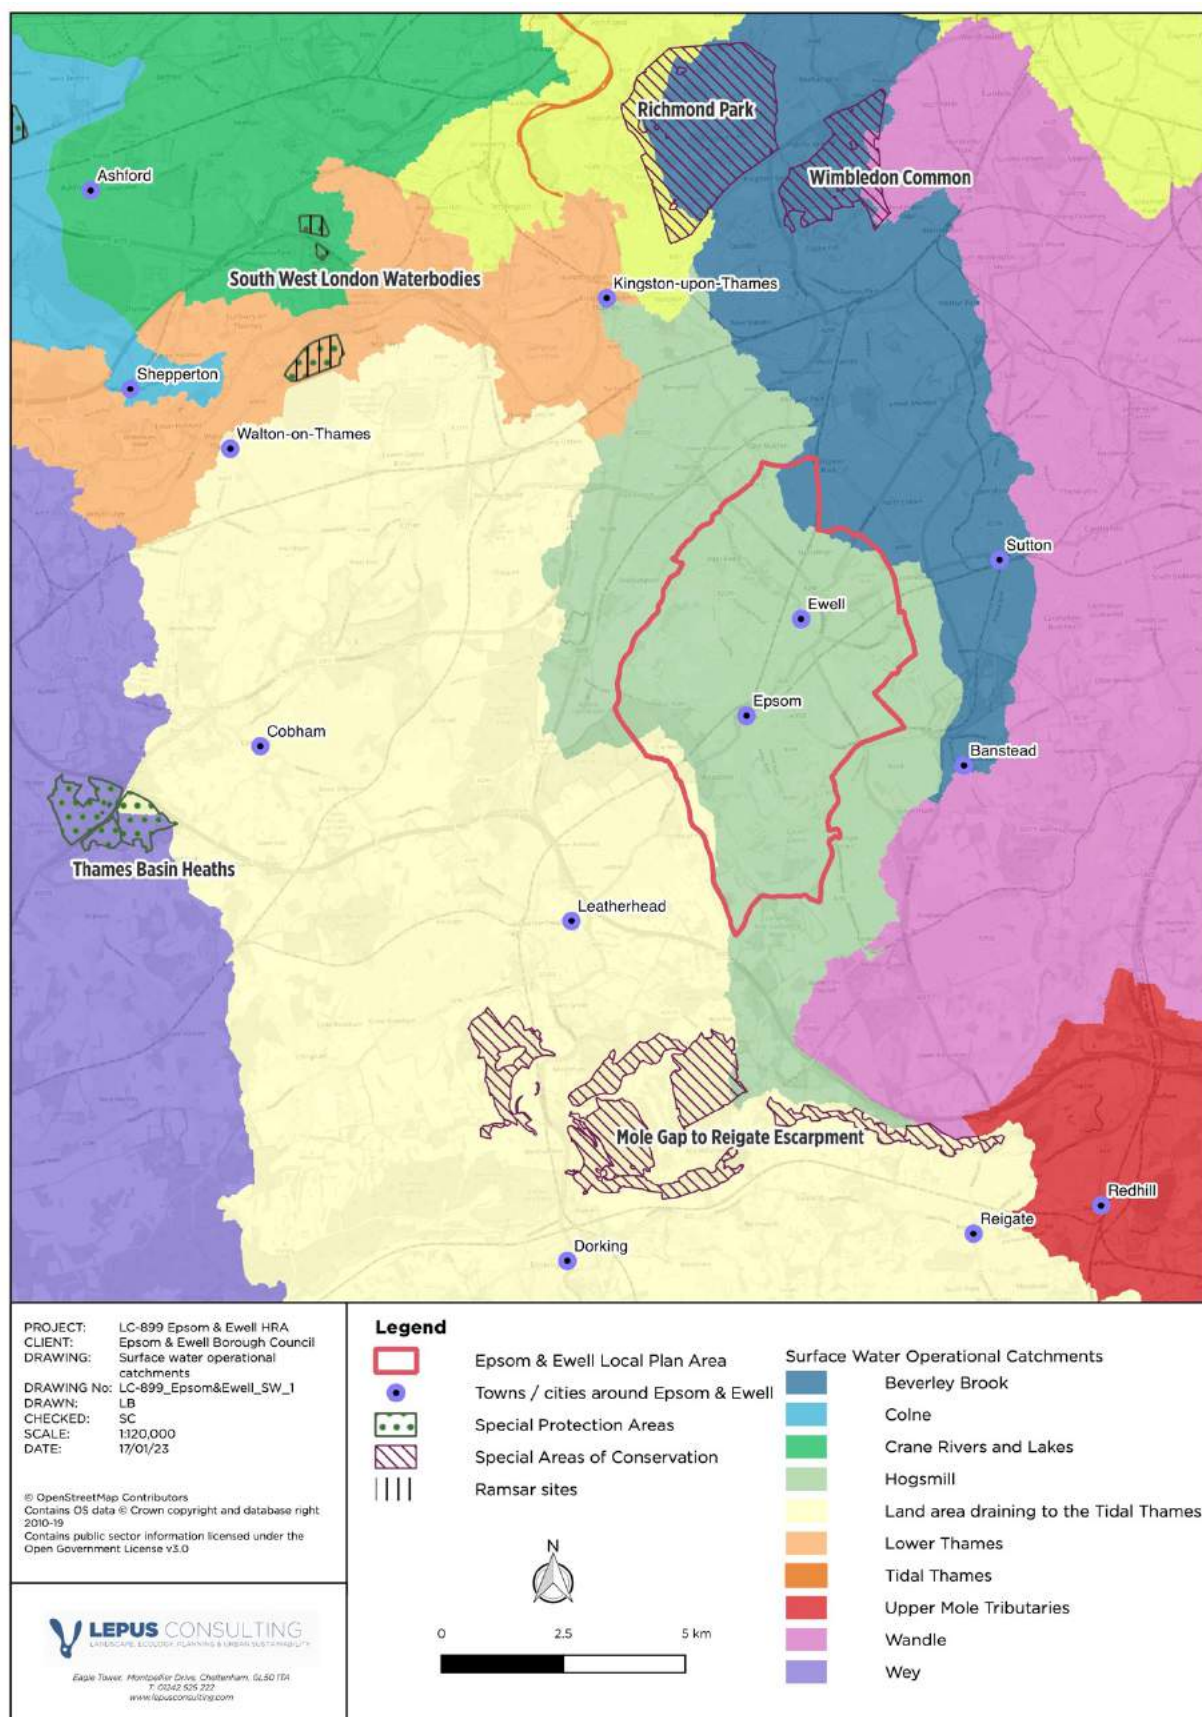 Richmond Park
Ashford
Wimbledon Common
South West London Waterbodies
Kingston-upon-Thames
Shepperton
Walton-on-Thames
Sutton
Ewell
Epsom
Cobham
Banstead
Thames Basin Heaths
Leatherhead
Mole Gap to Reigate Escarpment
Redhill
Reigate
Dorking
PROJECT: LC-899 Epsom & Ewell HRA
CLIENT: Epsom & Ewell Borough Council
DRAWING: Surface water operational
catchments
DRAWING No: LC-899_Epsom&Ewell_SW_1
DRAWN: LB
CHECKED: SC
SCALE: 1:120,000
DATE: 17/01/23
© OpenStreetMap Contributors
Contains OS data © Crown copyright and database right
2010-19
Contains public sector information licensed under the
Open Government License v3.0
LEPUS CONSULTING
LANDSCAPE, ECOLOGY, PLANNING & URBAN SUSTAINABILITY
Eagle Tower, Montpellier Drive, Cheltenham, GL50 1TA
T: 01242 525 222
www.lepusconsulting.com
Legend
Epsom & Ewell Local Plan Area
Towns / cities around Epsom & Ewell
Special Protection Areas
Special Areas of Conservation
Ramsar sites
N
0 2.5 5 km
Surface Water Operational Catchments
Beverley Brook
Colne
Crane Rivers and Lakes
Hogsmill
Land area draining to the Tidal Thames
Lower Thames
Tidal Thames
Upper Mole Tributaries
Wandle
Wey